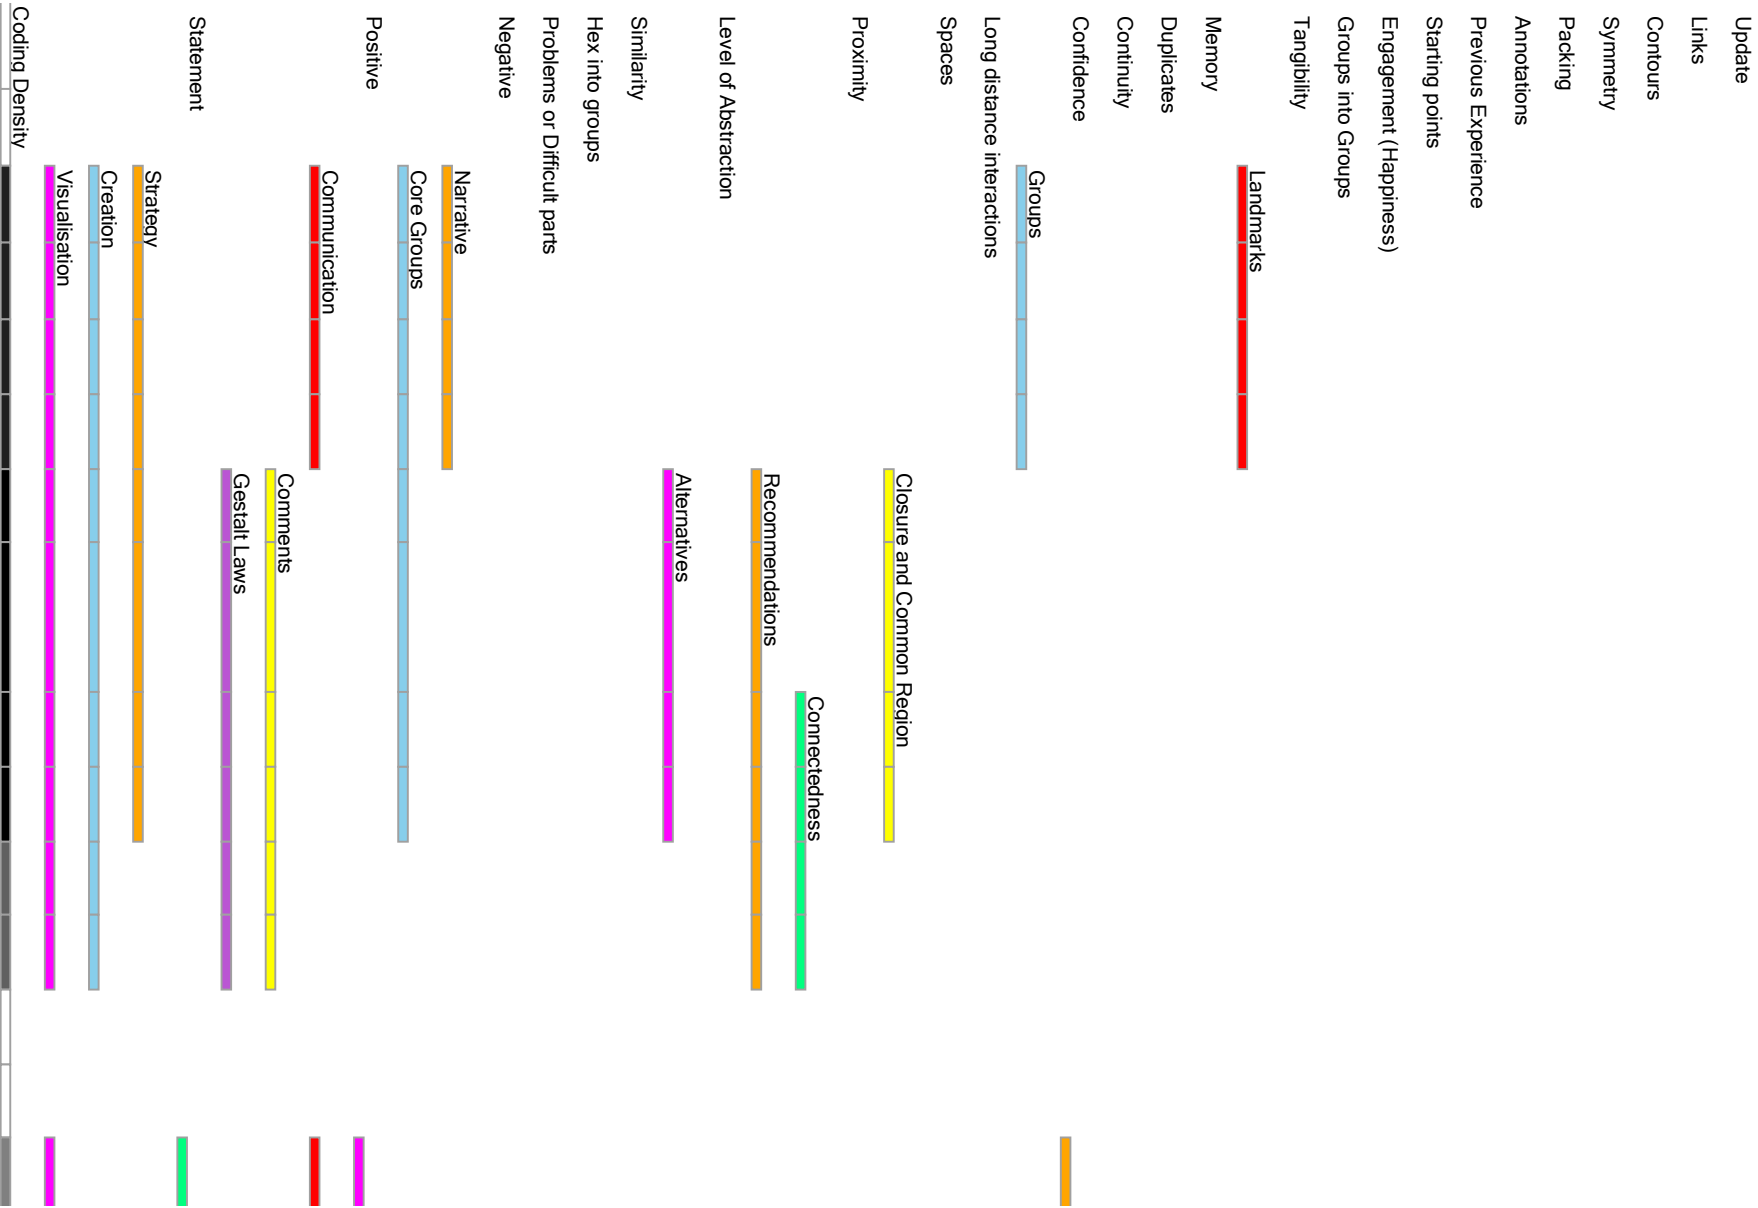 Update
Links
Contours
Symmetry
Packing
Annotations
Previous Experience
Starting points
Engagement (Happiness)
Groups into Groups
Tangibility
Landmarks
Memory
Duplicates
Continuity
Confidence
Groups
Long distance interactions
Spaces
Closure and Common Region
Proximity
Connectedness
Recommendations
Level of Abstraction
Alternatives
Similarity
Hex into groups
Problems or Difficult parts
Negative
Narrative
Core Groups
Positive
Communication
Comments
Gestalt Laws
Statement
Strategy
Creation
Visualisation
Coding Density